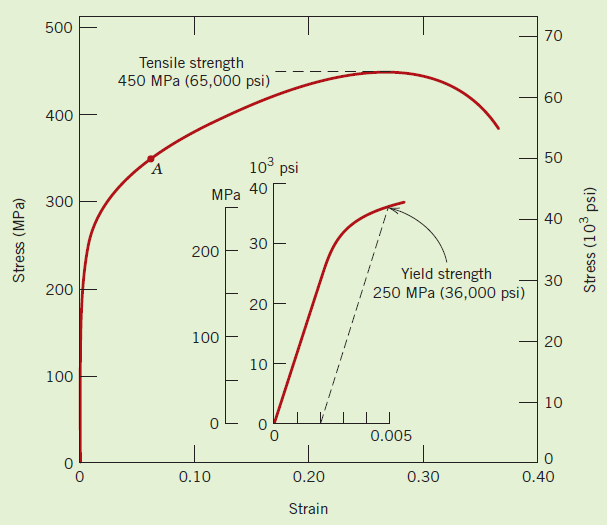 500
400
300
200
100
0
Stress (MPa)
Tensile strength
450 MPa (65,000 psi)
A
10³ psi
MPa
40
30
20
10
0
200
100
0
0
0.005
Yield strength
250 MPa (36,000 psi)
70
60
50
40
30
20
10
0
Stress (10³ psi)
0
0.10
0.20
0.30
0.40
Strain